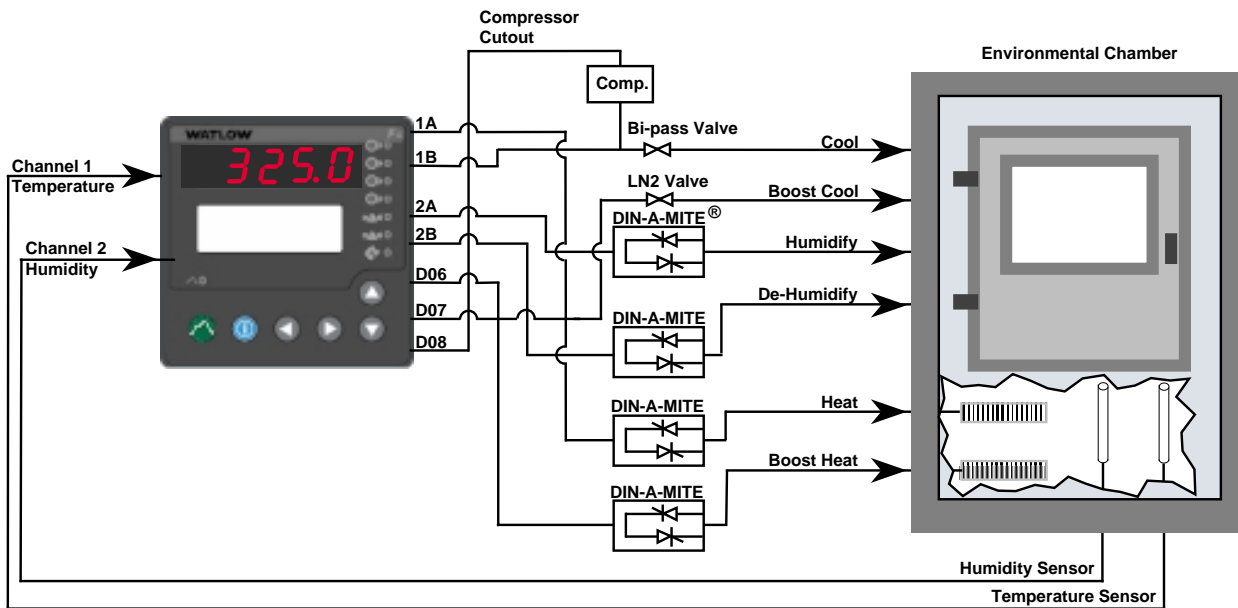 Compressor
Cutout
Environmental Chamber
Comp.
WATLOW
325.0
1A
1B
2A
2B
D06
D07
D08
Channel 1
Temperature
Channel 2
Humidity
Bi-pass Valve
Cool
LN2 Valve
Boost Cool
DIN-A-MITE®
Humidify
De-Humidify
DIN-A-MITE
DIN-A-MITE
Heat
Boost Heat
DIN-A-MITE
Humidity Sensor
Temperature Sensor